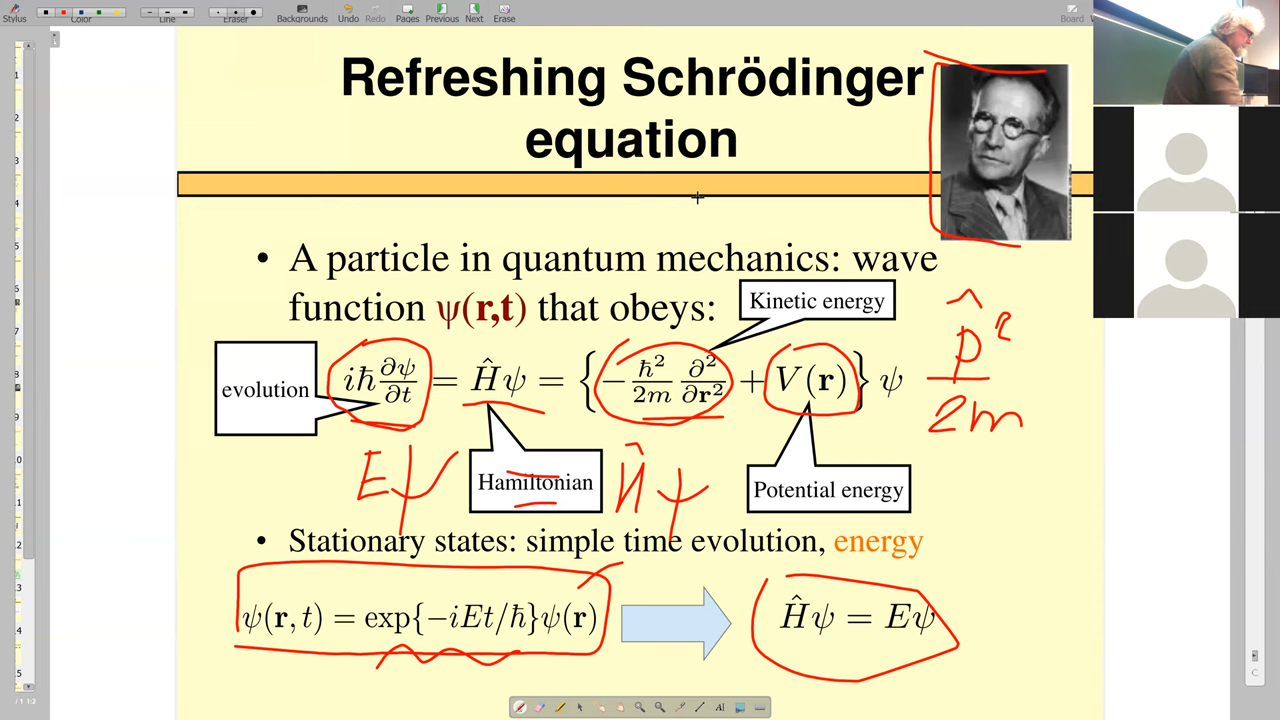 Stylus Color Line Eraser Backgrounds Undo Redo Pages Previous Next Erase Board
Refreshing Schrödinger
equation
• A particle in quantum mechanics: wave
function ψ(r,t) that obeys:
Kinetic energy
p̂²
2m
evolution
iħ ∂ψ/∂t = Ĥψ = { − ħ²/2m ∂²/∂r² + V(r) } ψ
Eψ = Ĥψ
Hamiltonian
Potential energy
• Stationary states: simple time evolution, energy
ψ(r, t) = exp{−iEt/ħ}ψ(r)
Ĥψ = Eψ